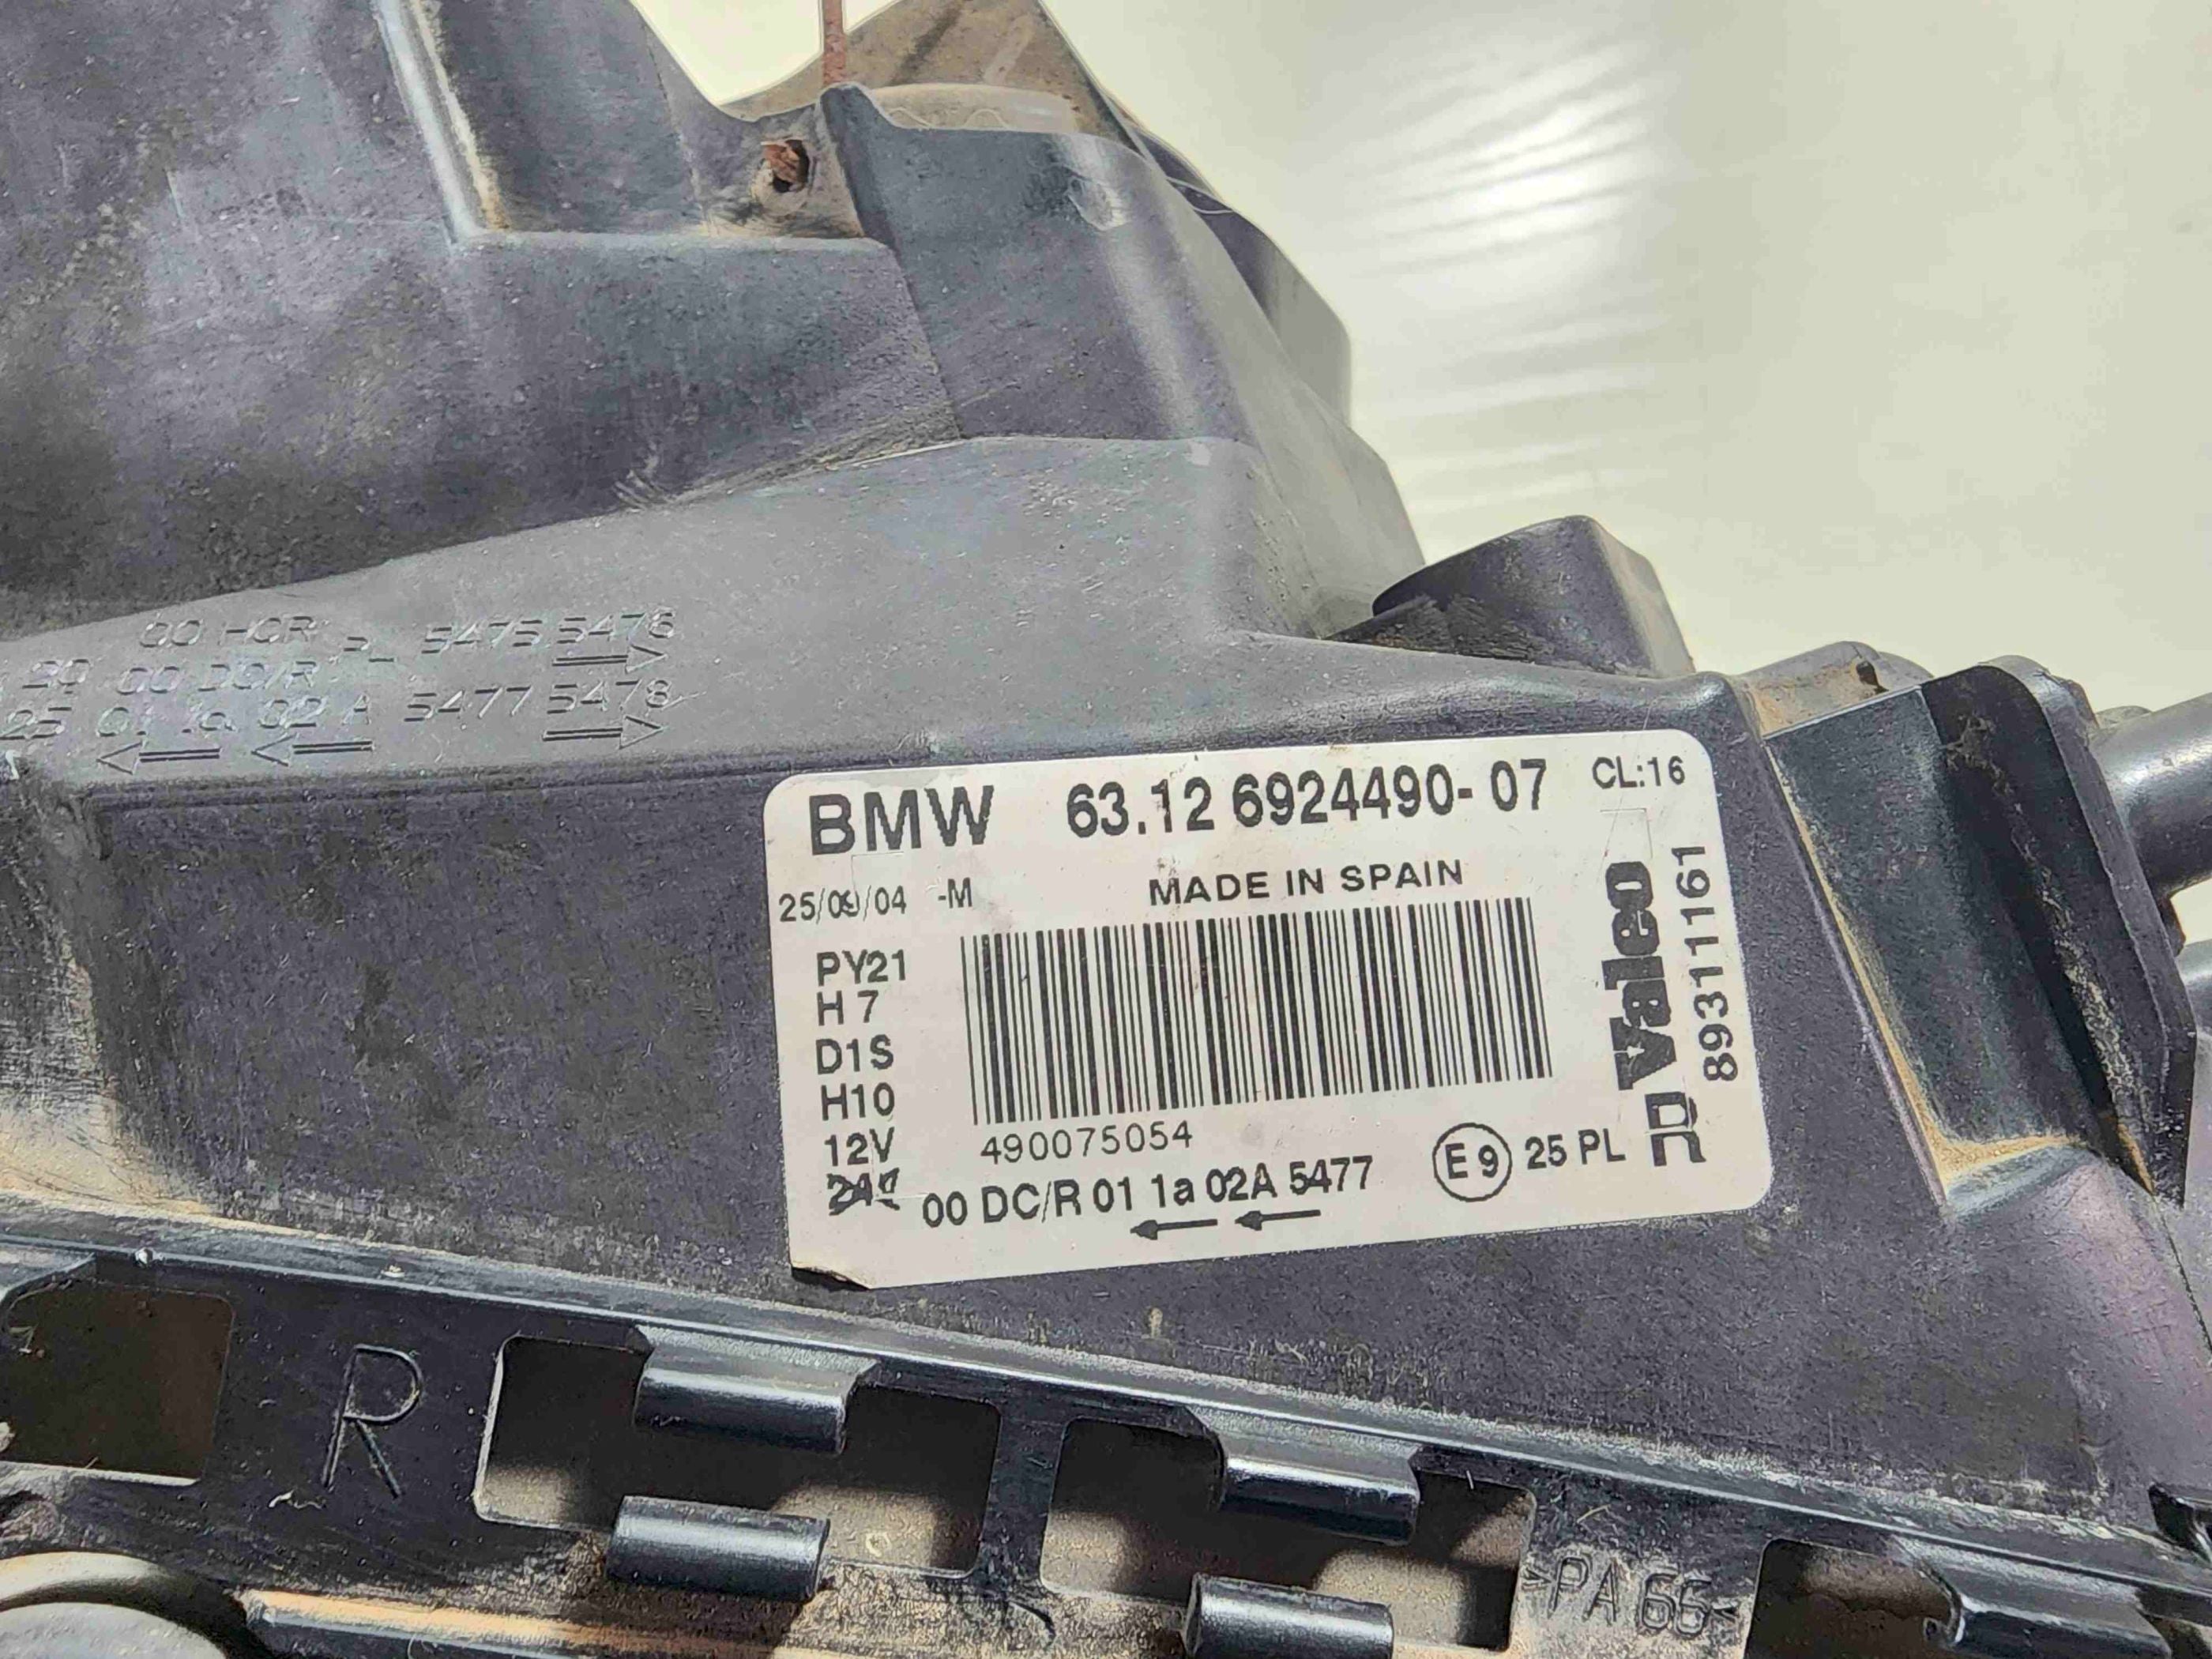 00 HCR PL 5475 5476
20 00 DC/R
25 01 1a 02 A 5477 5478
BMW 63.12 6924490-07 CL:16
25/09/04 -M MADE IN SPAIN
PY21
H7
D1S
H10
12V
490075054
00 DC/R 01 1a 02A 5477
E9 25 PL
Valeo
89311161
R
>PA 66<